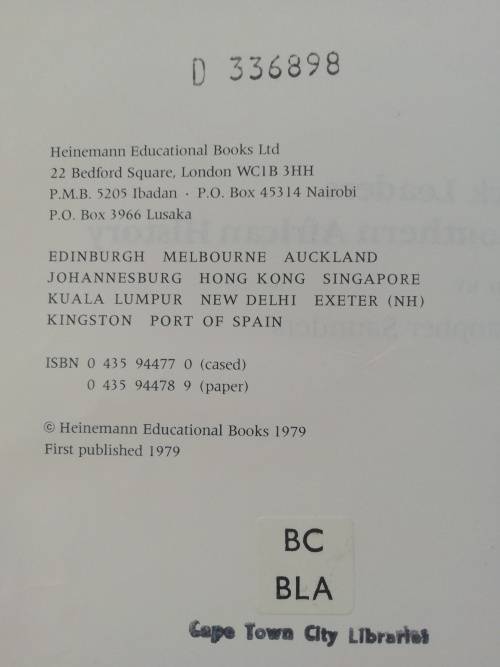 D 336898
Heinemann Educational Books Ltd
22 Bedford Square, London WC1B 3HH
P.M.B. 5205 Ibadan · P.O. Box 45314 Nairobi
P.O. Box 3966 Lusaka
EDINBURGH MELBOURNE AUCKLAND
JOHANNESBURG HONG KONG SINGAPORE
KUALA LUMPUR NEW DELHI EXETER (NH)
KINGSTON PORT OF SPAIN
ISBN 0 435 94477 0 (cased)
0 435 94478 9 (paper)
© Heinemann Educational Books 1979
First published 1979
BC
BLA
Cape Town City Libraries